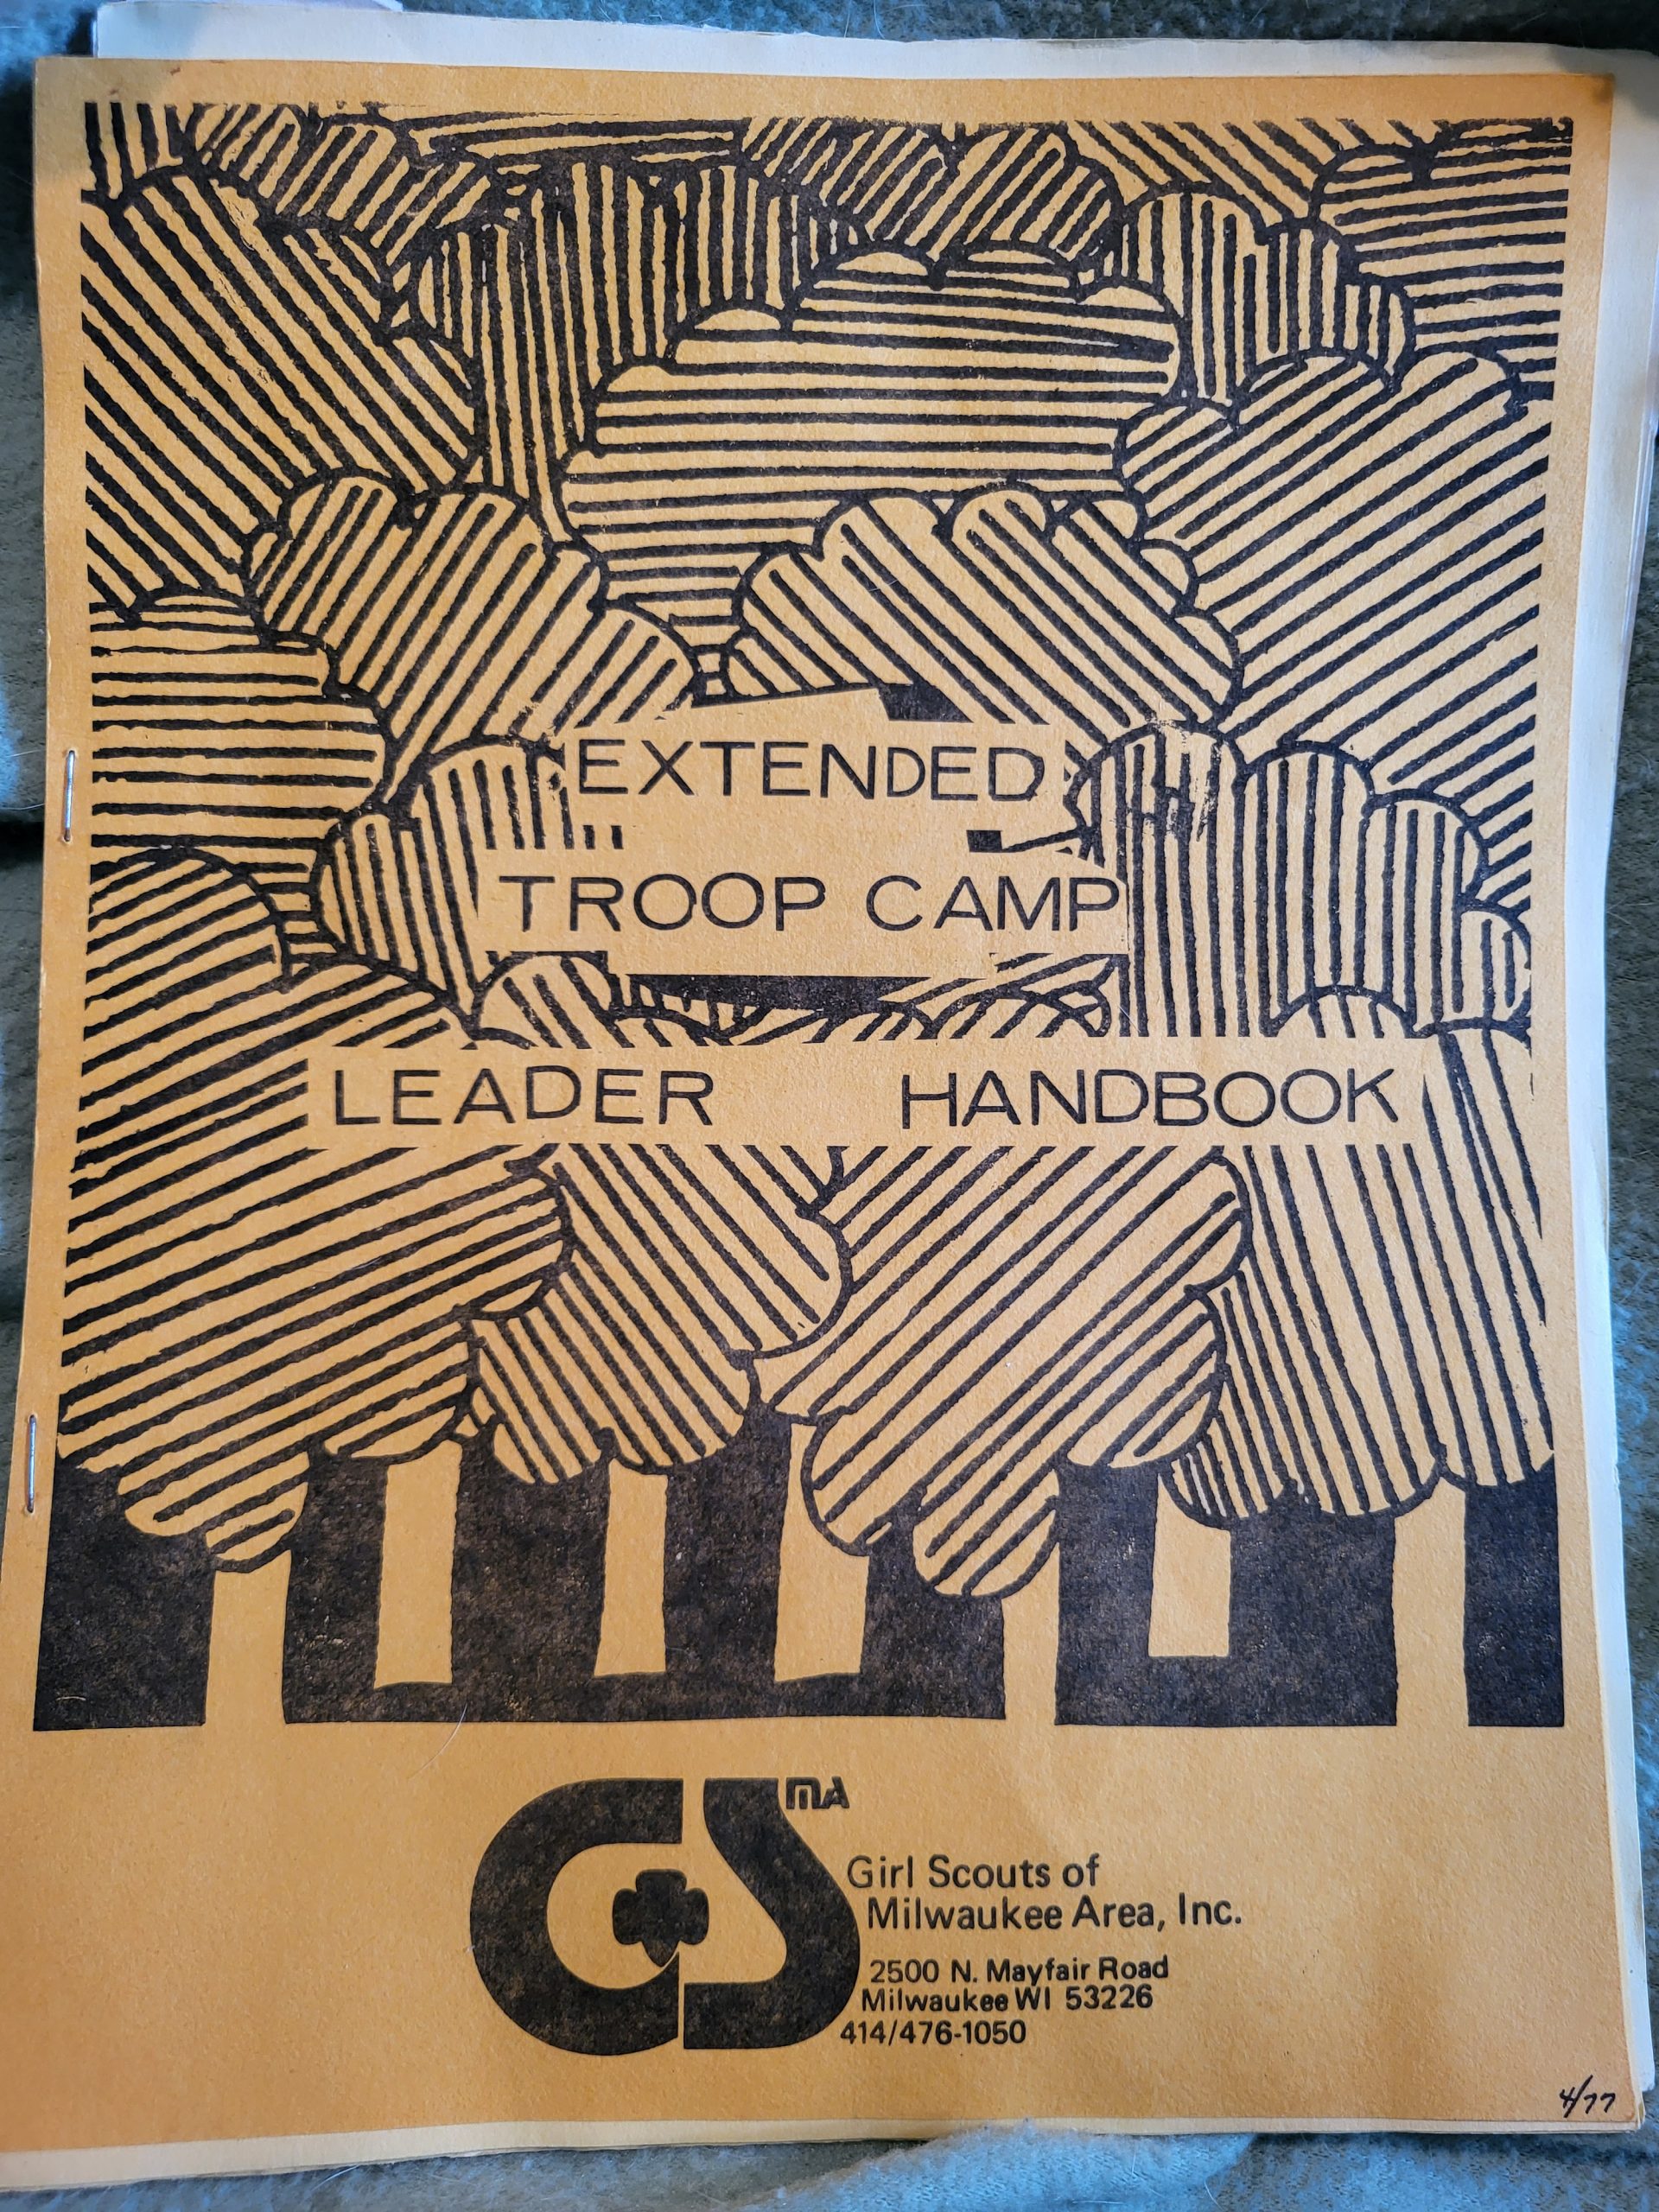 EXTENDED
TROOP CAMP
LEADER HANDBOOK
GS MA
Girl Scouts of
Milwaukee Area, Inc.
2500 N. Mayfair Road
Milwaukee WI 53226
414/476-1050
4/77